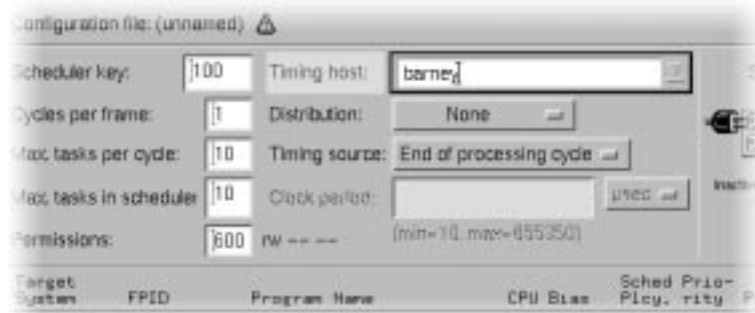 Configuration file: (unnamed)
Scheduler key: 100 Timing host: barney
Cycles per frame: 1 Distribution: None
Max. tasks per cycle: 10 Timing source: End of processing cycle
Max. tasks in scheduler 10 Clock period: µsec
Permissions: 600 rw -- -- (min=10, max=655350)
Target Sched Prio-
System FPID Program Name CPU Bias Plcy. rity